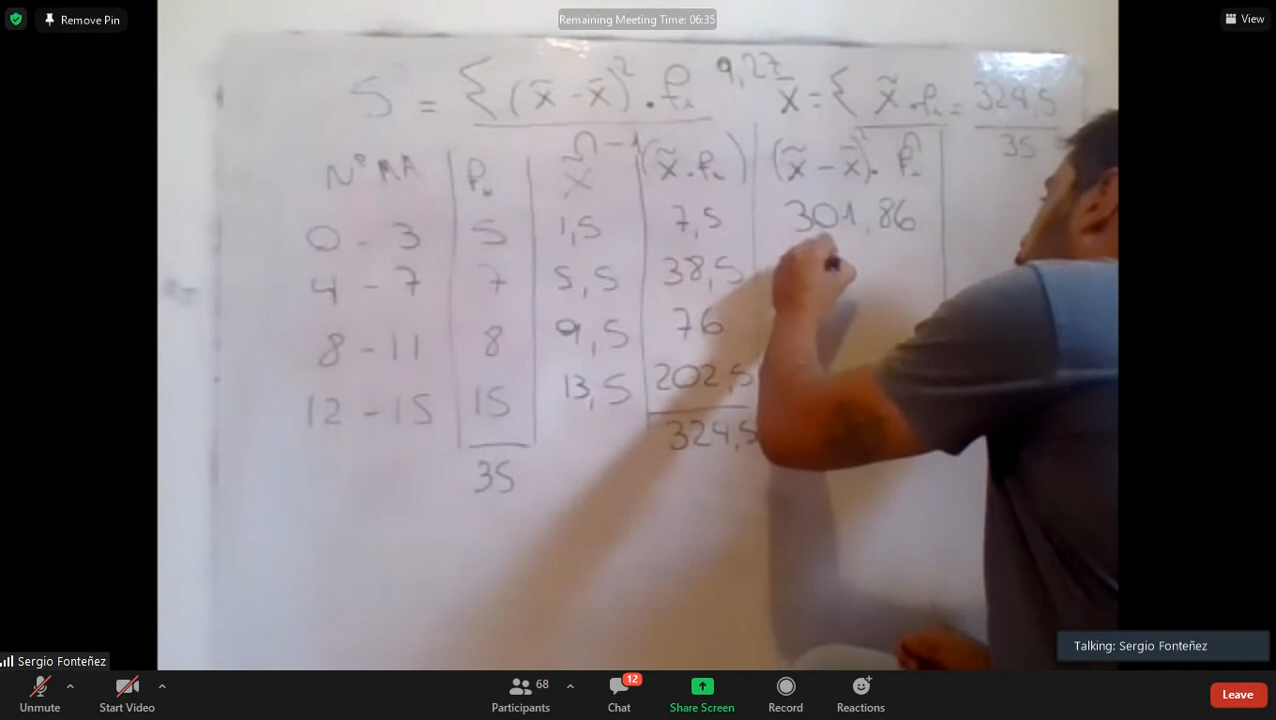 Remove Pin
Remaining Meeting Time: 06:35
View
S = {(x̃ - x̄)². fi
n-1
9,27
x̄ = { x̃.fi = 324,5
n 35
Nº AA fi x̃ (x̃.fi) (x̃ - x̄)². fi
0 - 3 5 1,5 7,5 301,86
4 - 7 7 5,5 38,5
8 - 11 8 9,5 76
12 - 15 15 13,5 202,5
35 324,5
Talking: Sergio Fonteñez
Sergio Fonteñez
Unmute
Start Video
Participants 68
Chat 12
Share Screen
Record
Reactions
Leave